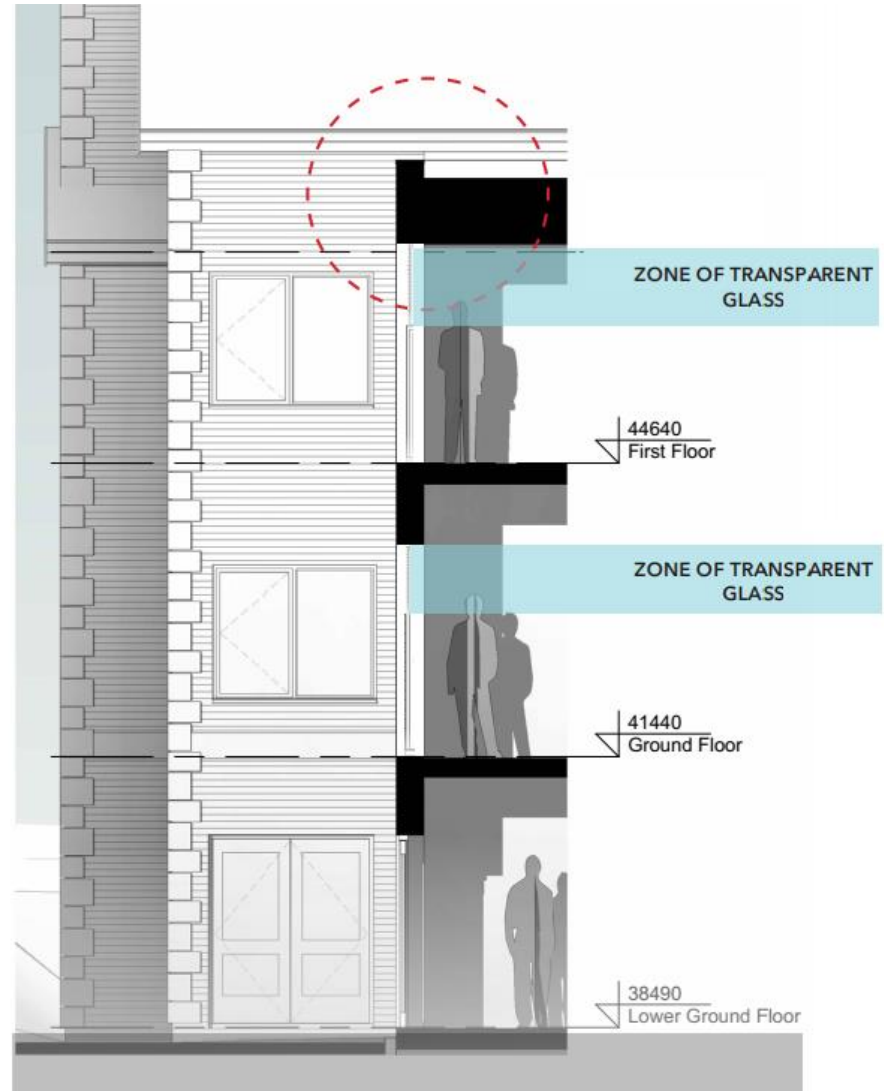 ZONE OF TRANSPARENT
GLASS
44640
First Floor
ZONE OF TRANSPARENT
GLASS
41440
Ground Floor
38490
Lower Ground Floor